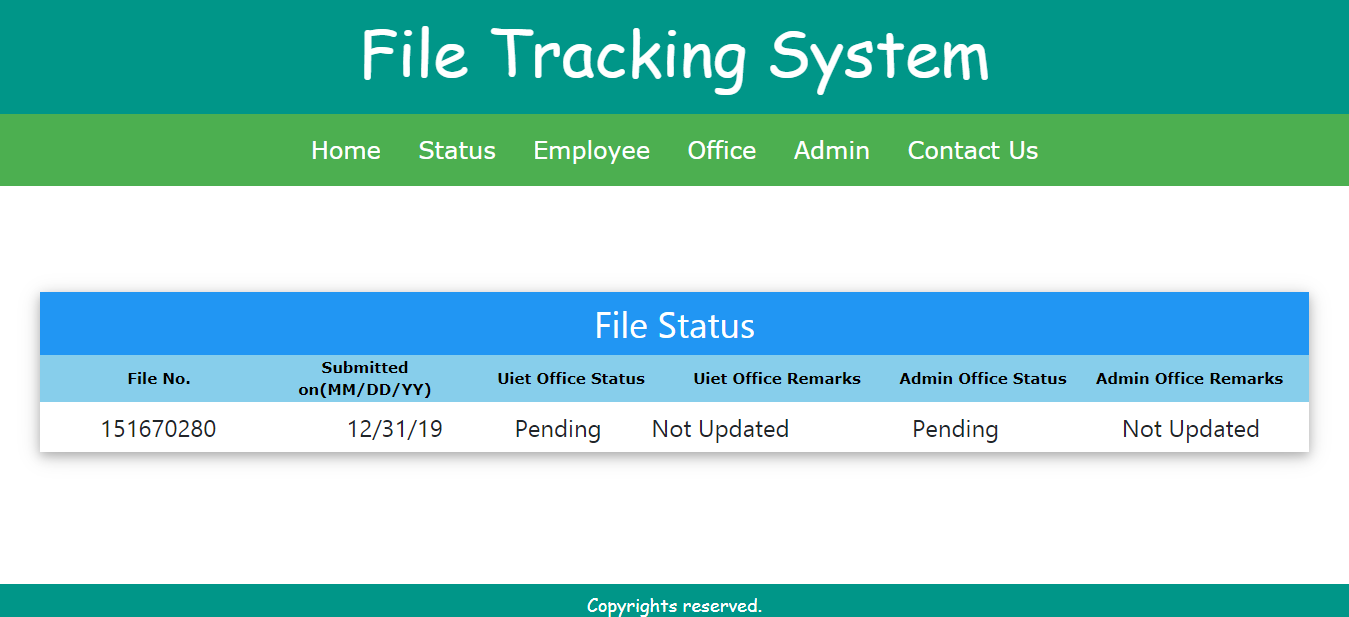 File Tracking System
Home Status Employee Office Admin Contact Us
File Status
File No. Submitted on(MM/DD/YY) Uiet Office Status Uiet Office Remarks Admin Office Status Admin Office Remarks
151670280 12/31/19 Pending Not Updated Pending Not Updated
Copyrights reserved.